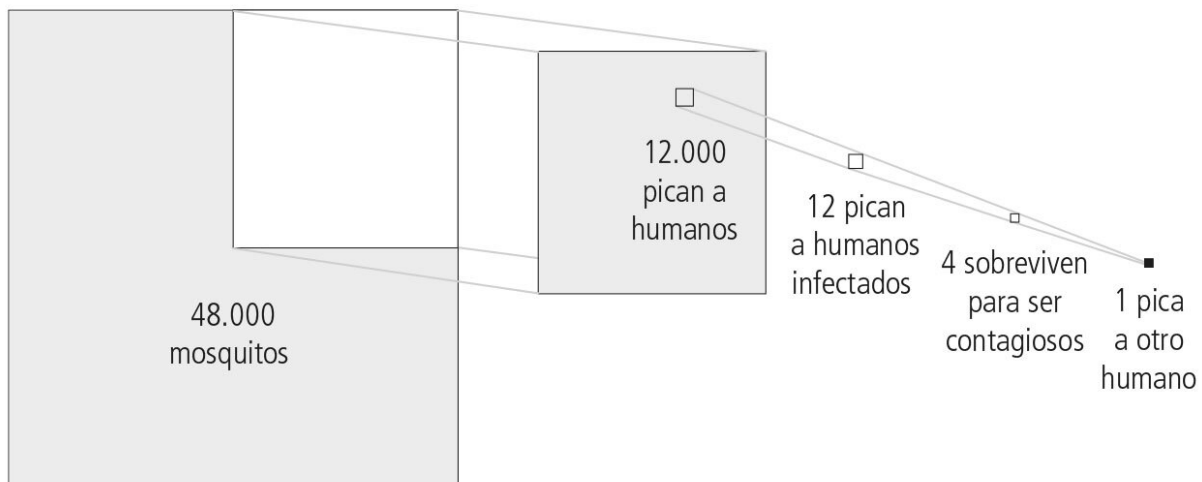 48.000
mosquitos
12.000
pican a
humanos
12 pican
a humanos
infectados
4 sobreviven
para ser
contagiosos
1 pica
a otro
humano